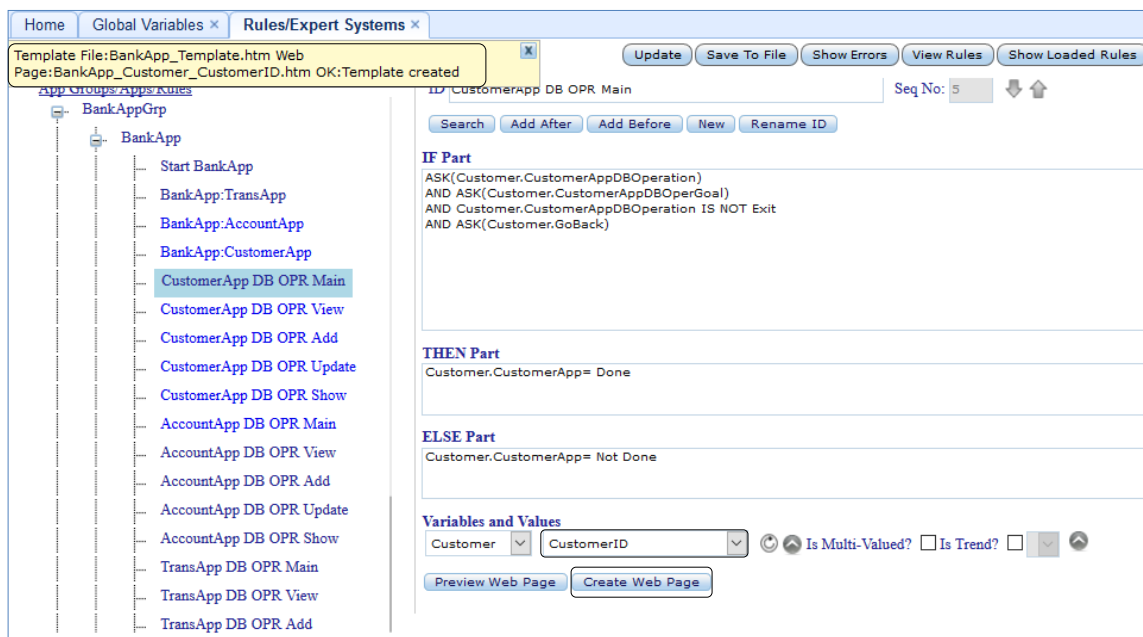 Home
Global Variables ×
Rules/Expert Systems ×
Template File:BankApp_Template.htm Web
Page:BankApp_Customer_CustomerID.htm OK:Template created
x
Update
Save To File
Show Errors
View Rules
Show Loaded Rules
App Groups/Apps/Rules
BankAppGrp
BankApp
Start BankApp
BankApp:TransApp
BankApp:AccountApp
BankApp:CustomerApp
CustomerApp DB OPR Main
CustomerApp DB OPR View
CustomerApp DB OPR Add
CustomerApp DB OPR Update
CustomerApp DB OPR Show
AccountApp DB OPR Main
AccountApp DB OPR View
AccountApp DB OPR Add
AccountApp DB OPR Update
AccountApp DB OPR Show
TransApp DB OPR Main
TransApp DB OPR View
TransApp DB OPR Add
ID CustomerApp DB OPR Main
Seq No: 5
Search
Add After
Add Before
New
Rename ID
IF Part
ASK(Customer.CustomerAppDBOperation)
AND ASK(Customer.CustomerAppDBOperGoal)
AND Customer.CustomerAppDBOperation IS NOT Exit
AND ASK(Customer.GoBack)
THEN Part
Customer.CustomerApp= Done
ELSE Part
Customer.CustomerApp= Not Done
Variables and Values
Customer
CustomerID
Is Multi-Valued?
Is Trend?
Preview Web Page
Create Web Page